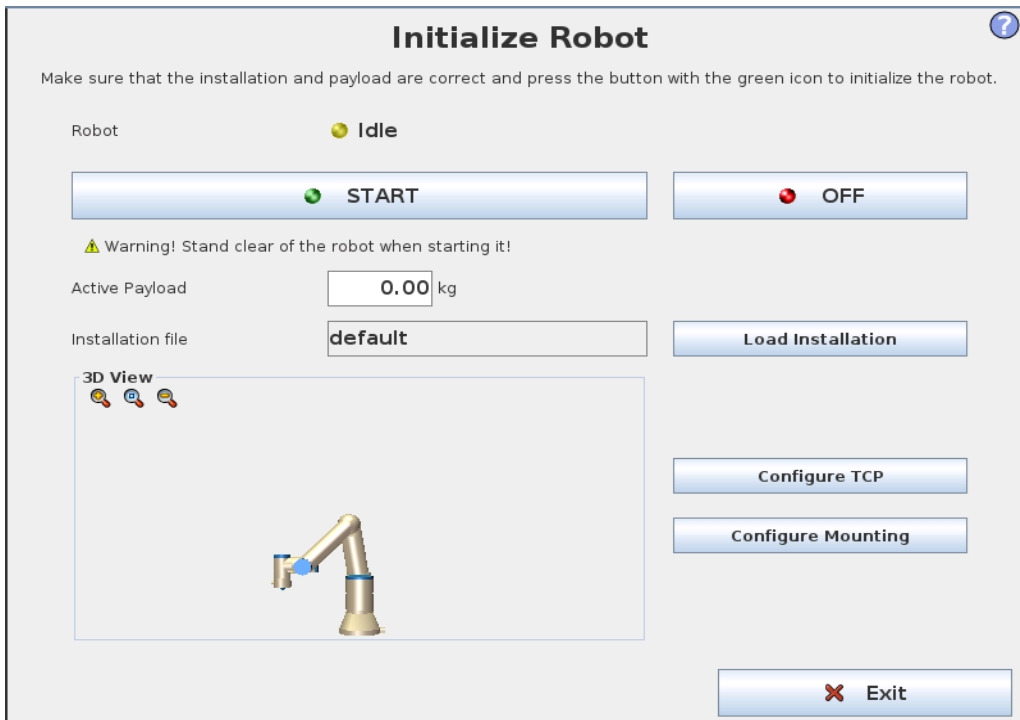 Initialize Robot
?
Make sure that the installation and payload are correct and press the button with the green icon to initialize the robot.
Robot Idle
START OFF
Warning! Stand clear of the robot when starting it!
Active Payload 0.00 kg
Installation file default Load Installation
3D View
Configure TCP
Configure Mounting
Exit